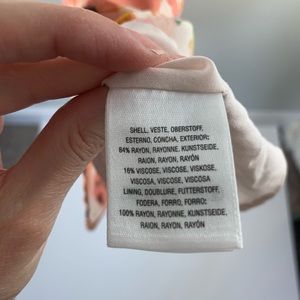 SHELL, VESTE, OBERSTOFF,
ESTERNO, CONCHA, EXTERIOR:
84% RAYON, RAYONNE, KUNSTSEIDE,
RAION, RAYON, RAYÓN
16% VISCOSE, VISCOSE, VISKOSE,
VISCOSA, VISCOSE, VISCOSA
LINING, DOUBLURE, FUTTERSTOFF,
FODERA, FORRO, FORRO:
100% RAYON, RAYONNE, KUNSTSEIDE,
RAION, RAYON, RAYÓN